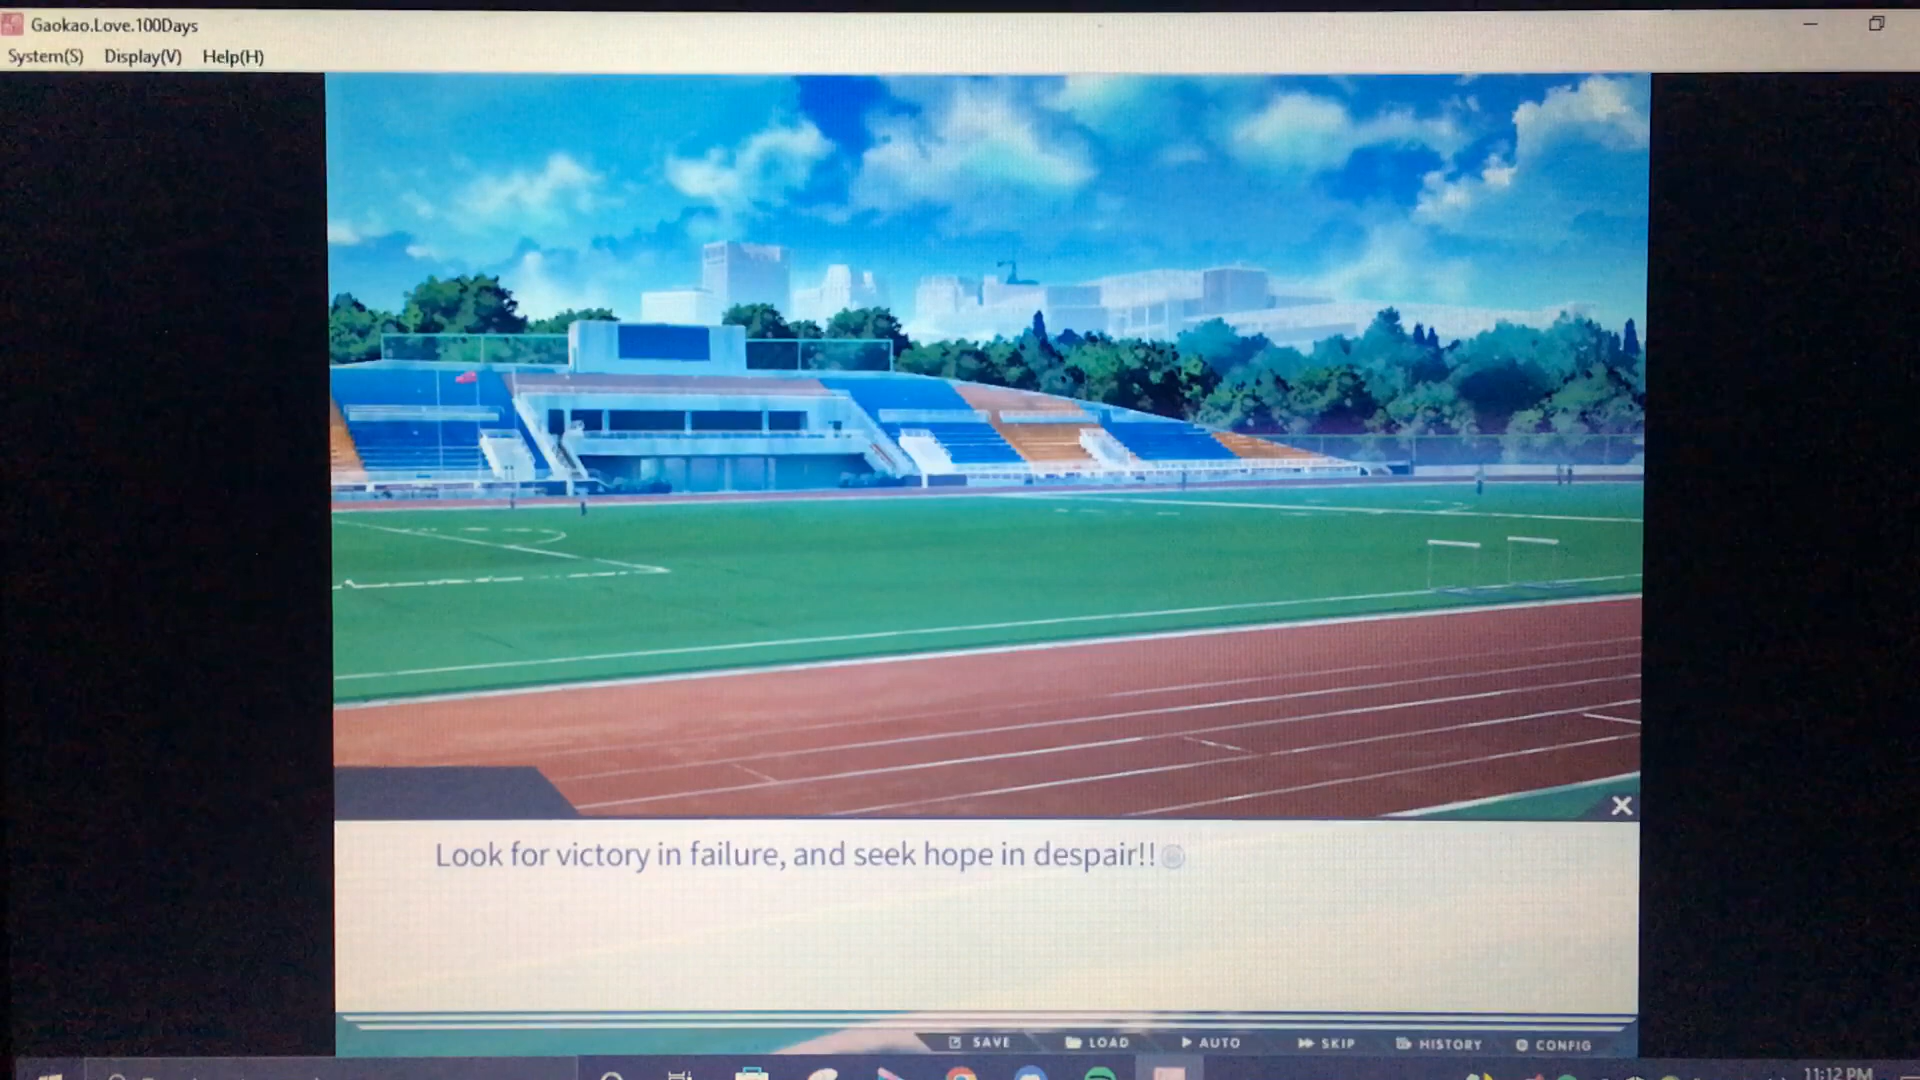 Gaokao.Love.100Days
System(S) Display(V) Help(H)
Look for victory in failure, and seek hope in despair!!
SAVE LOAD AUTO SKIP HISTORY CONFIG
11:12 PM